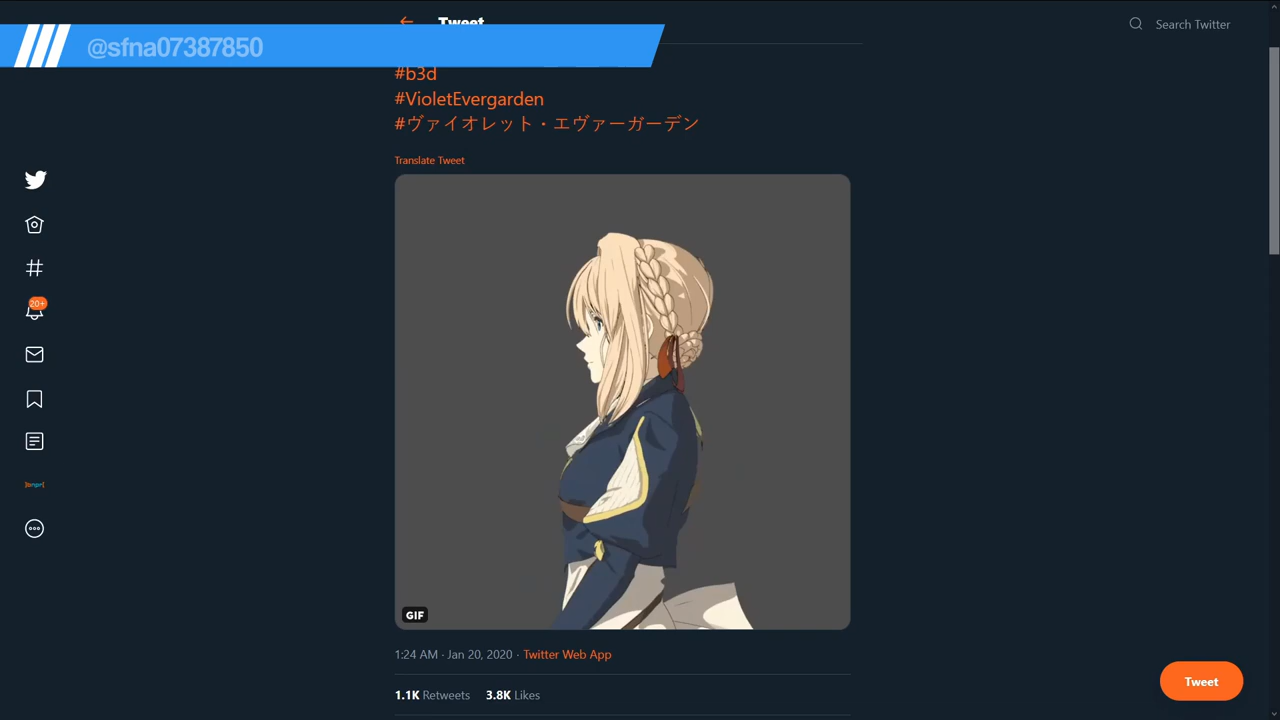 Tweet
Search Twitter
@sfna07387850
#b3d
#VioletEvergarden
#ヴァイオレット・エヴァーガーデン
Translate Tweet
20+
GIF
1:24 AM · Jan 20, 2020 · Twitter Web App
1.1K Retweets 3.8K Likes
Tweet